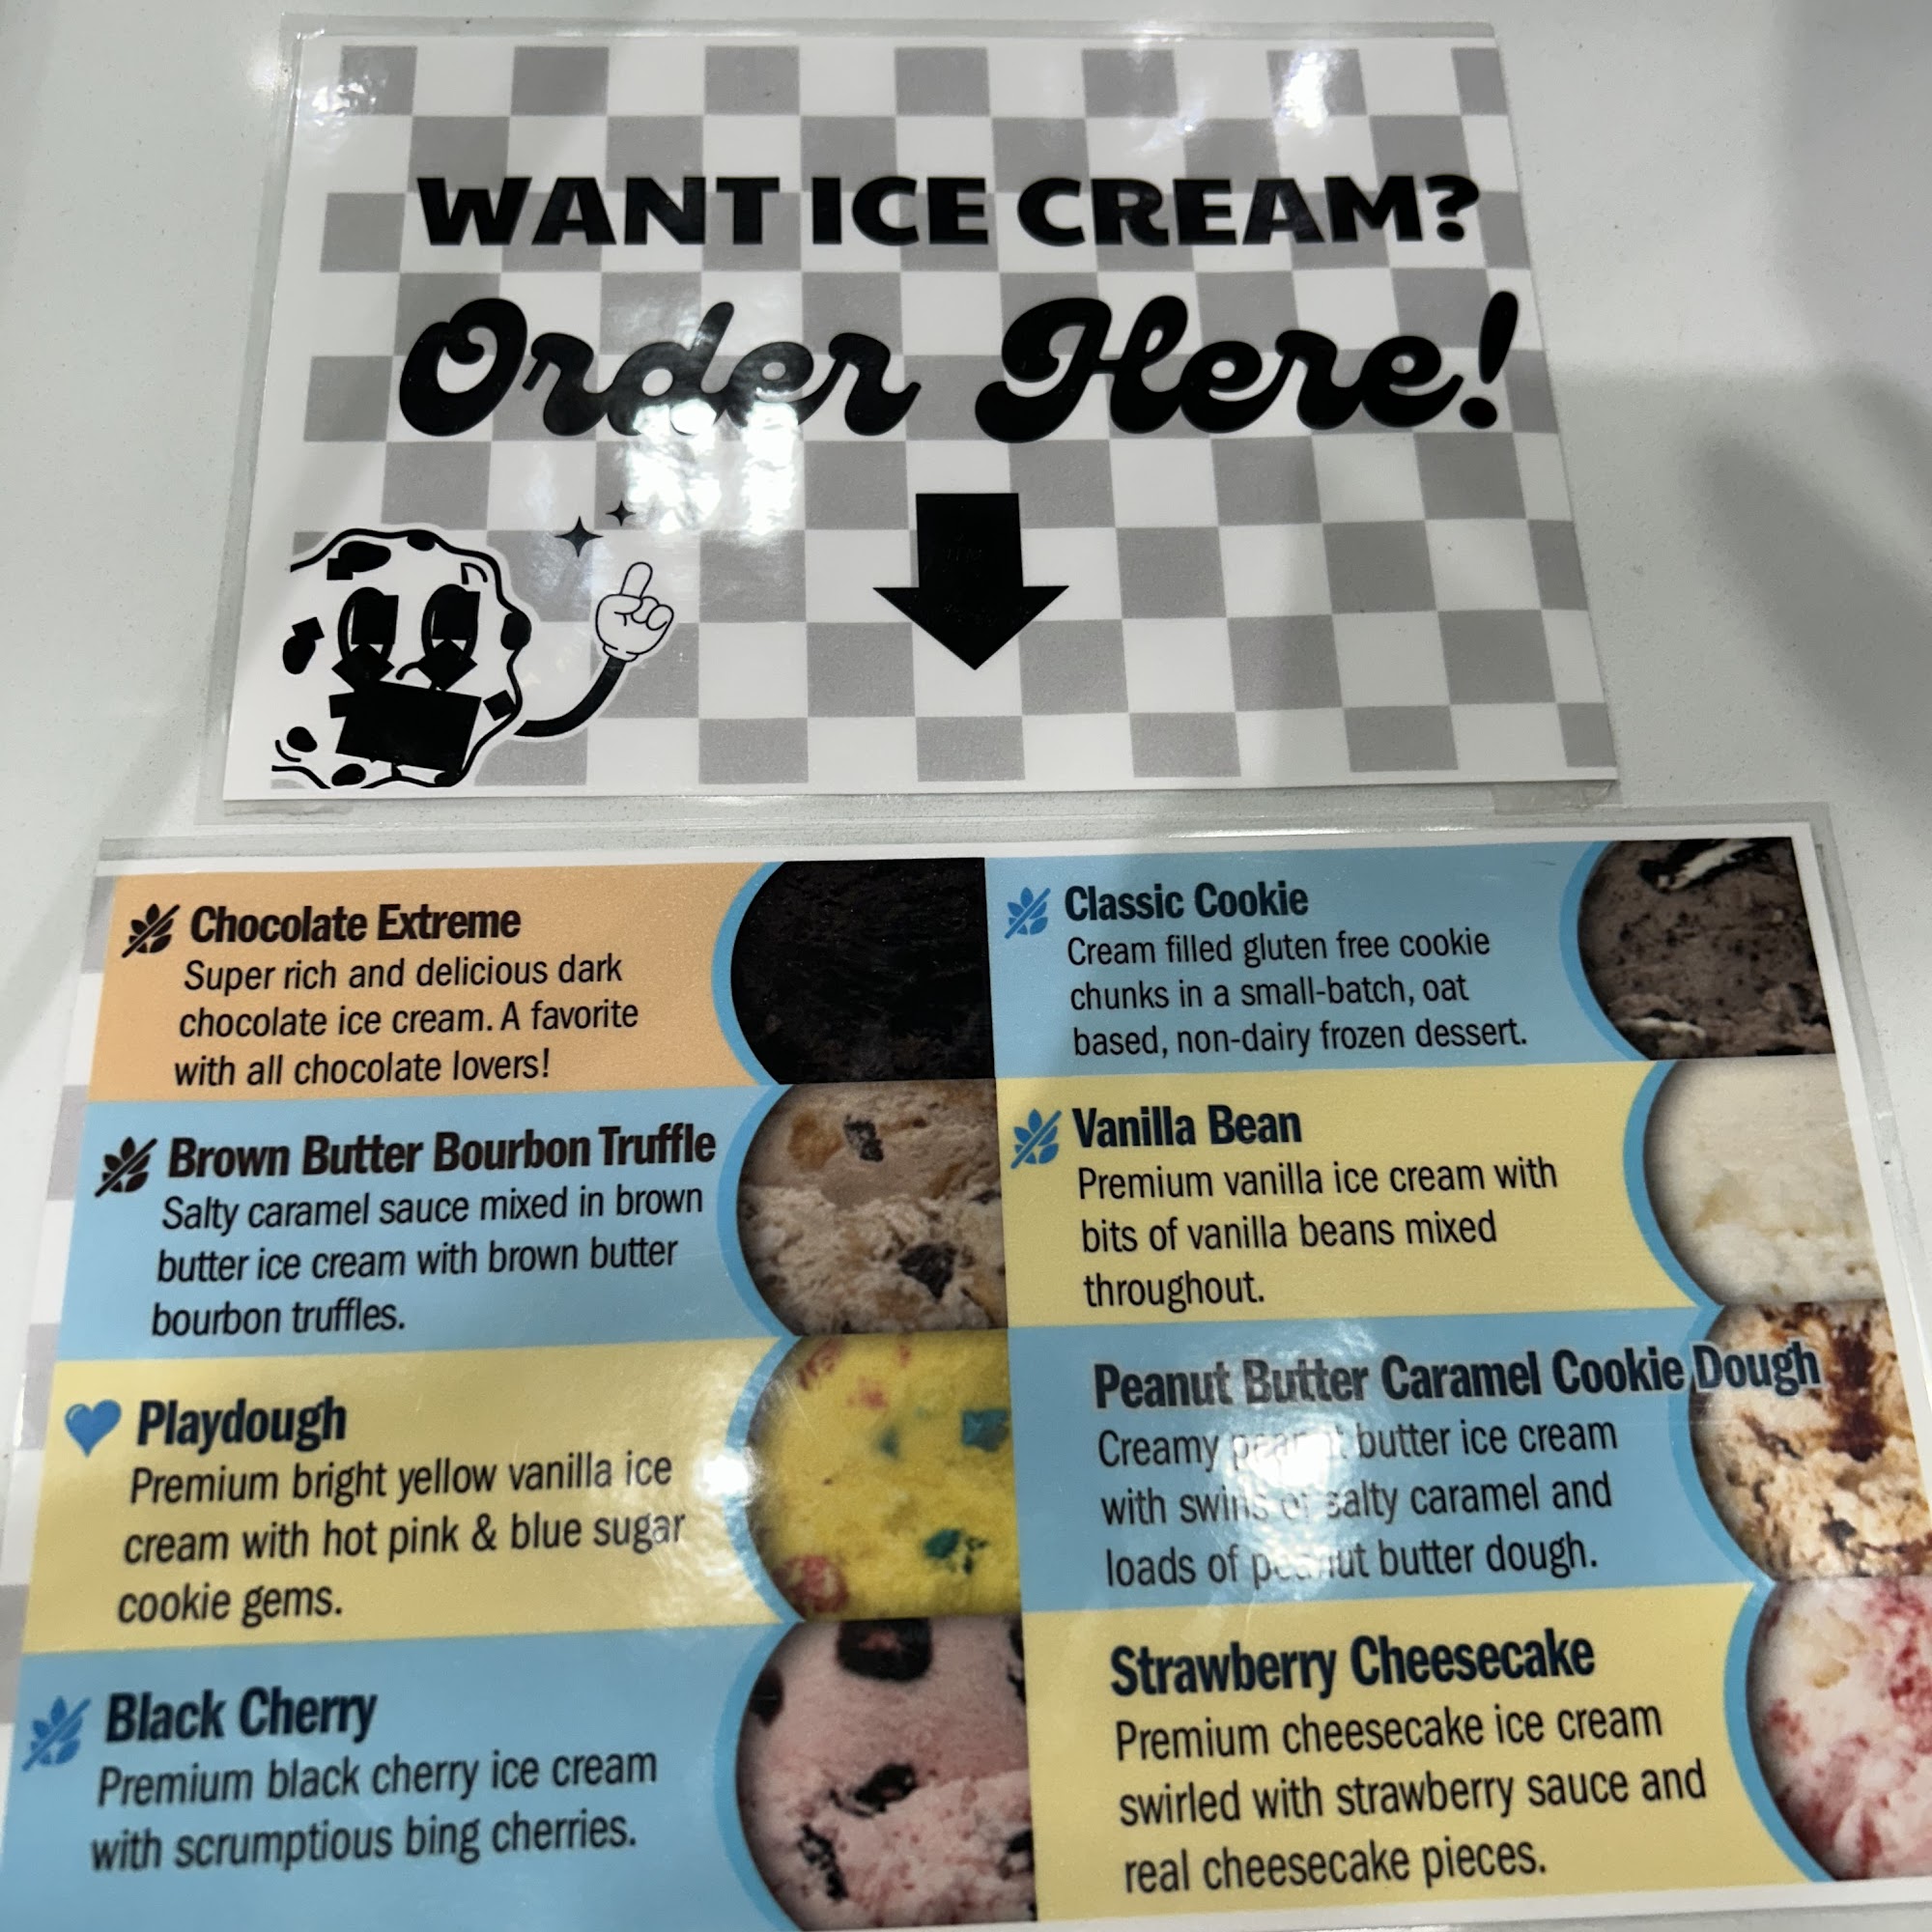 WANT ICE CREAM?
Order Here!
Chocolate Extreme
Super rich and delicious dark
chocolate ice cream. A favorite
with all chocolate lovers!
Brown Butter Bourbon Truffle
Salty caramel sauce mixed in brown
butter ice cream with brown butter
bourbon truffles.
Playdough
Premium bright yellow vanilla ice
cream with hot pink & blue sugar
cookie gems.
Black Cherry
Premium black cherry ice cream
with scrumptious bing cherries.
Classic Cookie
Cream filled gluten free cookie
chunks in a small-batch, oat
based, non-dairy frozen dessert.
Vanilla Bean
Premium vanilla ice cream with
bits of vanilla beans mixed
throughout.
Peanut Butter Caramel Cookie Dough
Creamy peanut butter ice cream
with swirls of salty caramel and
loads of peanut butter dough.
Strawberry Cheesecake
Premium cheesecake ice cream
swirled with strawberry sauce and
real cheesecake pieces.